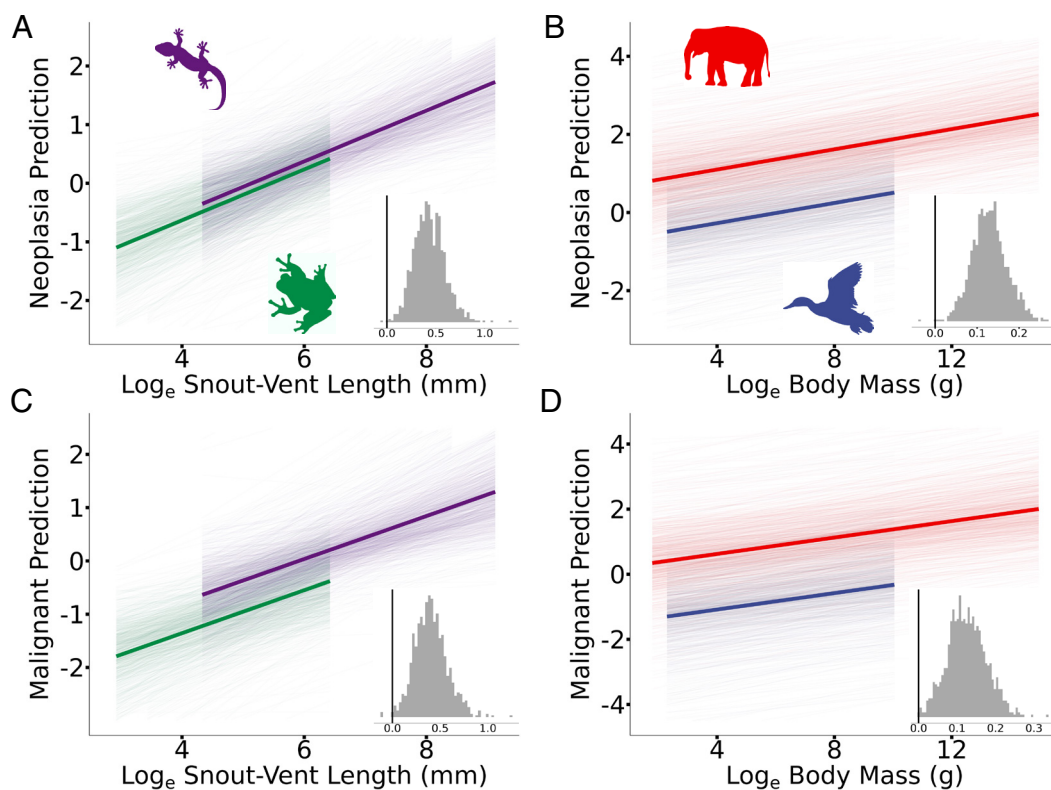 A
Neoplasia Prediction
2
1
0
-1
-2
0.0 0.5 1.0
4 6 8
Logₑ Snout-Vent Length (mm)
B
Neoplasia Prediction
4
2
0
-2
0.0 0.1 0.2
4 8 12
Logₑ Body Mass (g)
C
Malignant Prediction
2
1
0
-1
-2
0.0 0.5 1.0
4 6 8
Logₑ Snout-Vent Length (mm)
D
Malignant Prediction
4
2
0
-2
-4
0.0 0.1 0.2 0.3
4 8 12
Logₑ Body Mass (g)